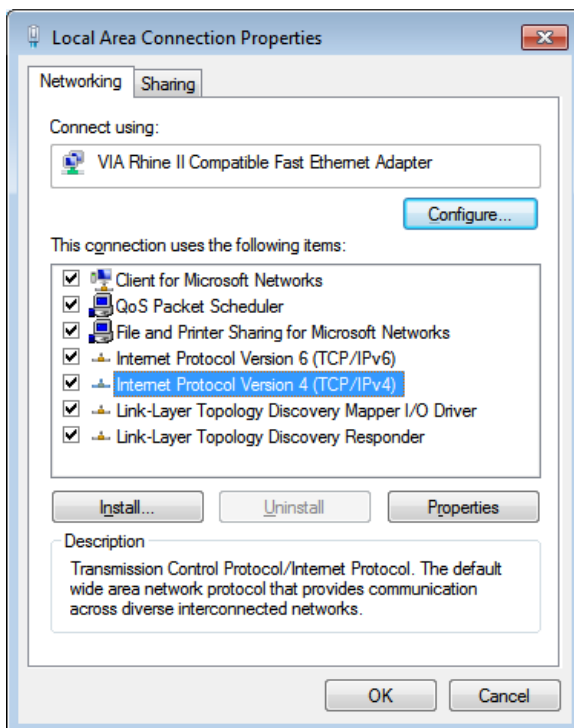 Local Area Connection Properties
Networking
Sharing
Connect using:
VIA Rhine II Compatible Fast Ethernet Adapter
Configure...
This connection uses the following items:
Client for Microsoft Networks
QoS Packet Scheduler
File and Printer Sharing for Microsoft Networks
Internet Protocol Version 6 (TCP/IPv6)
Internet Protocol Version 4 (TCP/IPv4)
Link-Layer Topology Discovery Mapper I/O Driver
Link-Layer Topology Discovery Responder
Install...
Uninstall
Properties
Description
Transmission Control Protocol/Internet Protocol. The default
wide area network protocol that provides communication
across diverse interconnected networks.
OK
Cancel